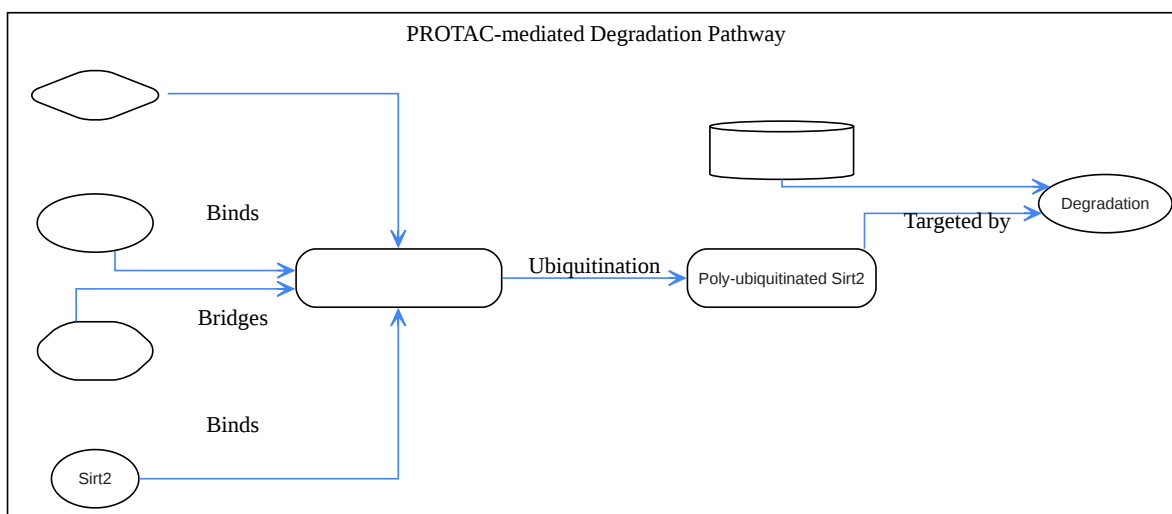 PROTAC-mediated Degradation Pathway
Binds
Degradation
Targeted by
Ubiquitination
Poly-ubiquitinated Sirt2
Bridges
Binds
Sirt2